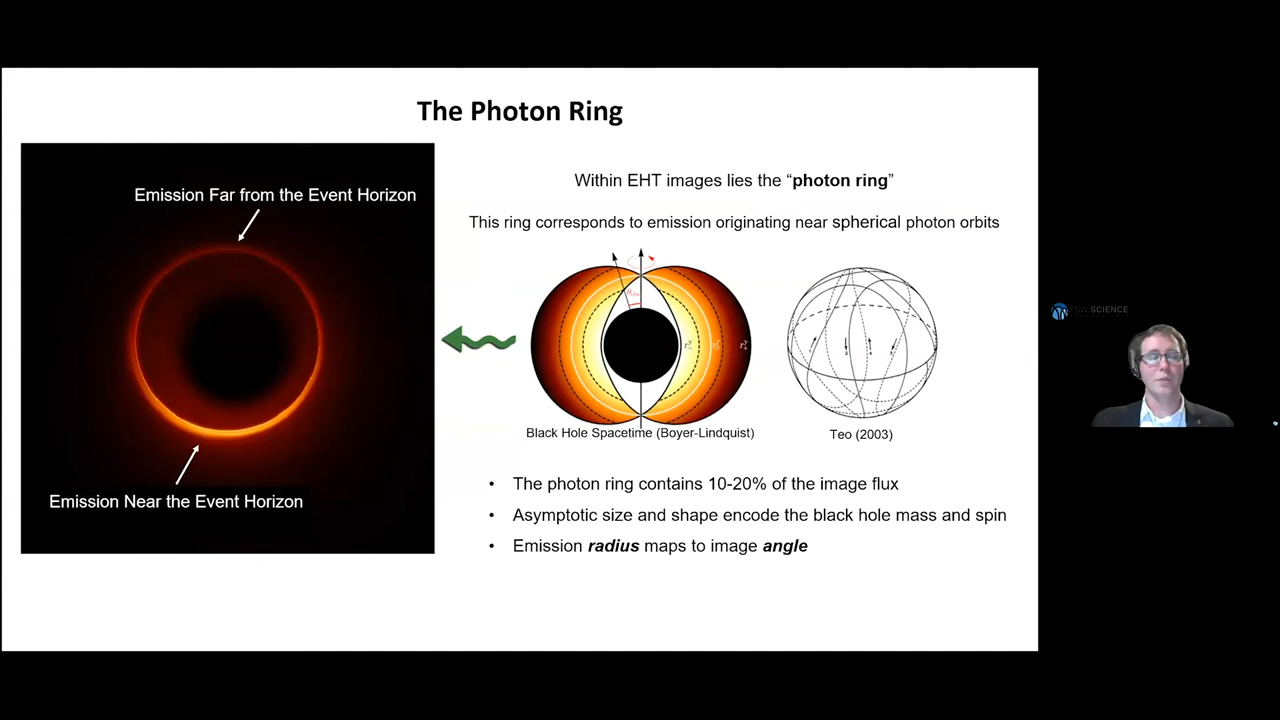 The Photon Ring
Emission Far from the Event Horizon
Emission Near the Event Horizon
Within EHT images lies the “photon ring”
This ring corresponds to emission originating near spherical photon orbits
Black Hole Spacetime (Boyer-Lindquist)
Teo (2003)
• The photon ring contains 10-20% of the image flux
• Asymptotic size and shape encode the black hole mass and spin
• Emission radius maps to image angle
SCIENCE